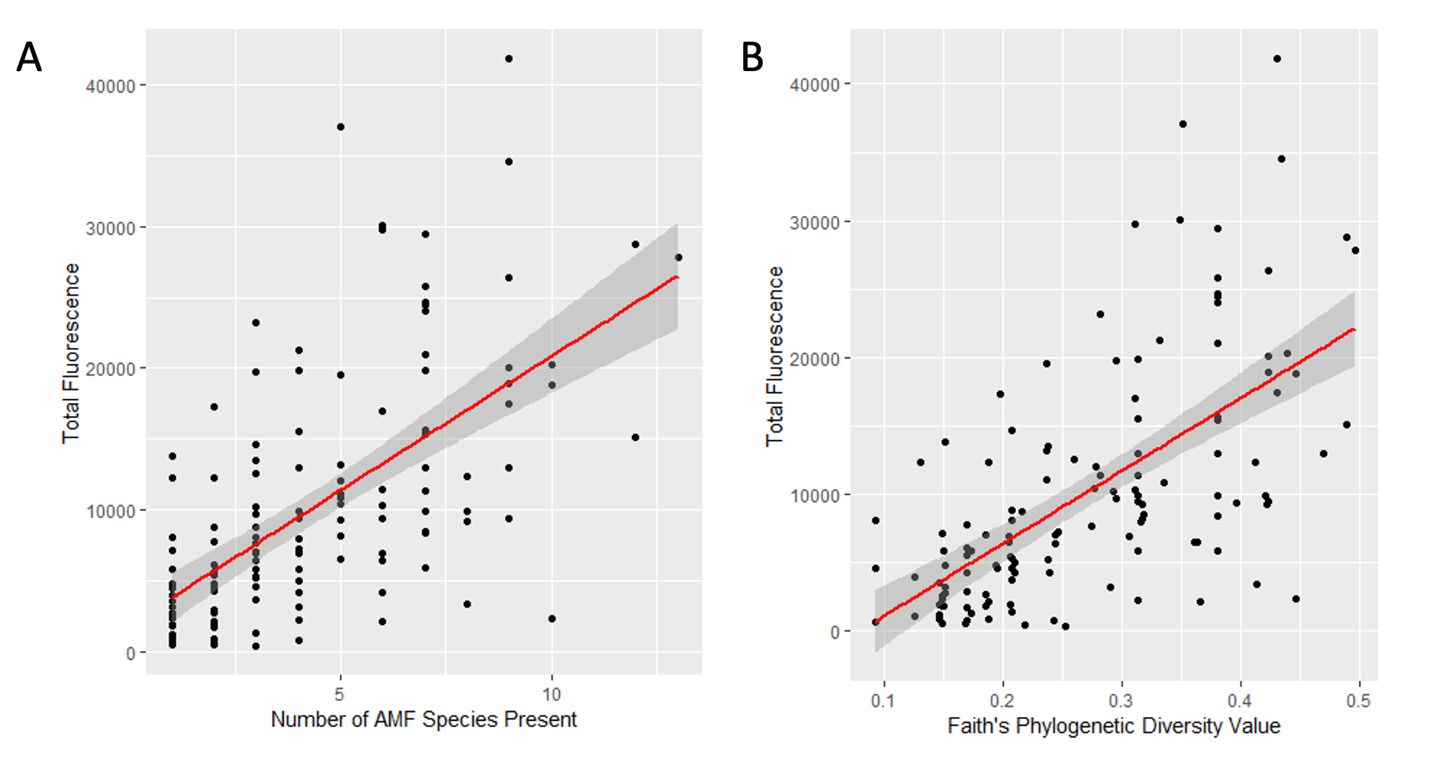 A
B
40000
30000
20000
10000
0
Total Fluorescence
5
10
Number of AMF Species Present
40000
30000
20000
10000
0
Total Fluorescence
0.1
0.2
0.3
0.4
0.5
Faith's Phylogenetic Diversity Value